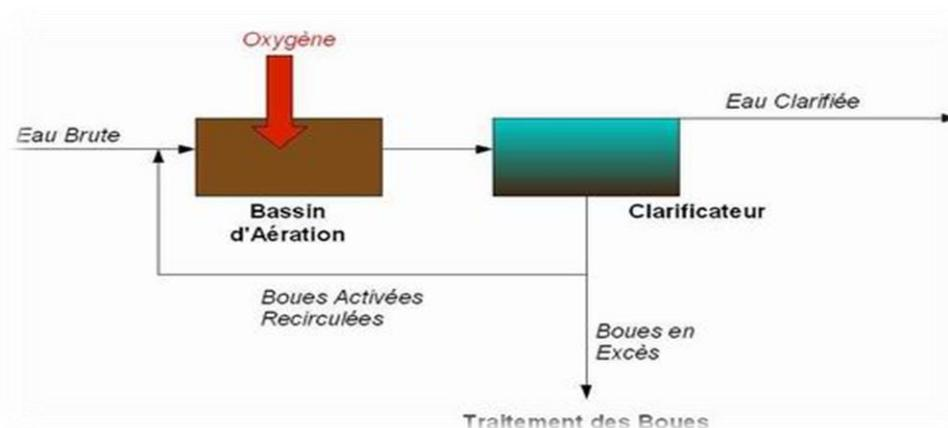 Oxygène
Eau Brute
Eau Clarifiée
Bassin
d'Aération
Clarificateur
Boues Activées
Recirculées
Boues en
Excès
Traitement des Boues